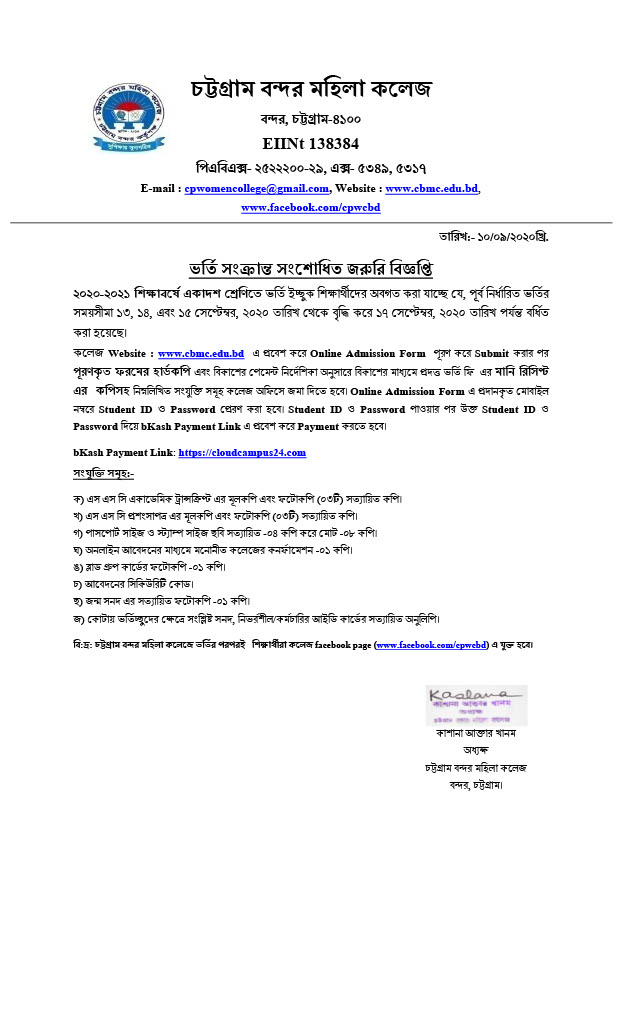 চট্টগ্রাম বন্দর মহিলা কলেজ
বন্দর, চট্টগ্রাম-৪১০০
EIINt 138384
পিএবিএক্স- ২৫২২২০০-২৯, এক্স- ৫৩৪৯, ৫৩১৭
E-mail : cpwomencollege@gmail.com, Website : www.cbmc.edu.bd,
www.facebook.com/cpwcbd
তারিখ:- ১০/০৯/২০২০খ্রি.
ভর্তি সংক্রান্ত সংশোধিত জরুরি বিজ্ঞপ্তি
২০২০-২০২১ শিক্ষাবর্ষে একাদশ শ্রেণিতে ভর্তি ইচ্ছুক শিক্ষার্থীদের অবগত করা যাচ্ছে যে, পূর্ব নির্ধারিত ভর্তির
সময়সীমা ১৩, ১৪, এবং ১৫ সেপ্টেম্বর, ২০২০ তারিখ থেকে বৃদ্ধি করে ১৭ সেপ্টেম্বর, ২০২০ তারিখ পর্যন্ত বর্ধিত
করা হয়েছে।
কলেজ Website : www.cbmc.edu.bd এ প্রবেশ করে Online Admission Form পূরণ করে Submit করার পর
পূরণকৃত ফরমের হার্ডকপি এবং বিকাশের পেমেন্ট নির্দেশিকা অনুসারে বিকাশের মাধ্যমে প্রদত্ত ভর্তি ফি এর মানি রিসিপ্ট
এর কপিসহ নিম্নলিখিত সংযুক্তি সমূহ কলেজ অফিসে জমা দিতে হবে। Online Admission Form এ প্রদানকৃত মোবাইল
নম্বরে Student ID ও Password প্রেরণ করা হবে। Student ID ও Password পাওয়ার পর উক্ত Student ID ও
Password দিয়ে bKash Payment Link এ প্রবেশ করে Payment করতে হবে।
bKash Payment Link: https://cloudcampus24.com
সংযুক্তি সমূহ:-
ক) এস এস সি একাডেমিক ট্রান্সক্রিপ্ট এর মূলকপি এবং ফটোকপি (০৩টি) সত্যায়িত কপি।
খ) এস এস সি প্রশংসাপত্র এর মূলকপি এবং ফটোকপি (০৩টি) সত্যায়িত কপি।
গ) পাসপোর্ট সাইজ ও স্ট্যাম্প সাইজ ছবি সত্যায়িত -০৪ কপি করে মোট -০৮ কপি।
ঘ) অনলাইন আবেদনের মাধ্যমে মনোনীত কলেজের কনর্ফামেশন -০১ কপি।
ঙ) ব্লাড গ্রুপ কার্ডের ফটোকপি -০১ কপি।
চ) আবেদনের সিকিউরিটি কোড।
ছ) জন্ম সনদ এর সত্যায়িত ফটোকপি -০১ কপি।
জ) কোটায় ভর্তিচ্ছুদের ক্ষেত্রে সংশ্লিষ্ট সনদ, নির্ভরশীল/কর্মচারির আইডি কার্ডের সত্যায়িত অনুলিপি।
বি:দ্র: চট্টগ্রাম বন্দর মহিলা কলেজে ভর্তির পরপরই শিক্ষার্থীরা কলেজ facebook page (www.facebook.com/cpwcbd) এ যুক্ত হবে।
কাশানা আক্তার খানম
অধ্যক্ষ
চট্টগ্রাম বন্দর মহিলা কলেজ
বন্দর, চট্টগ্রাম।